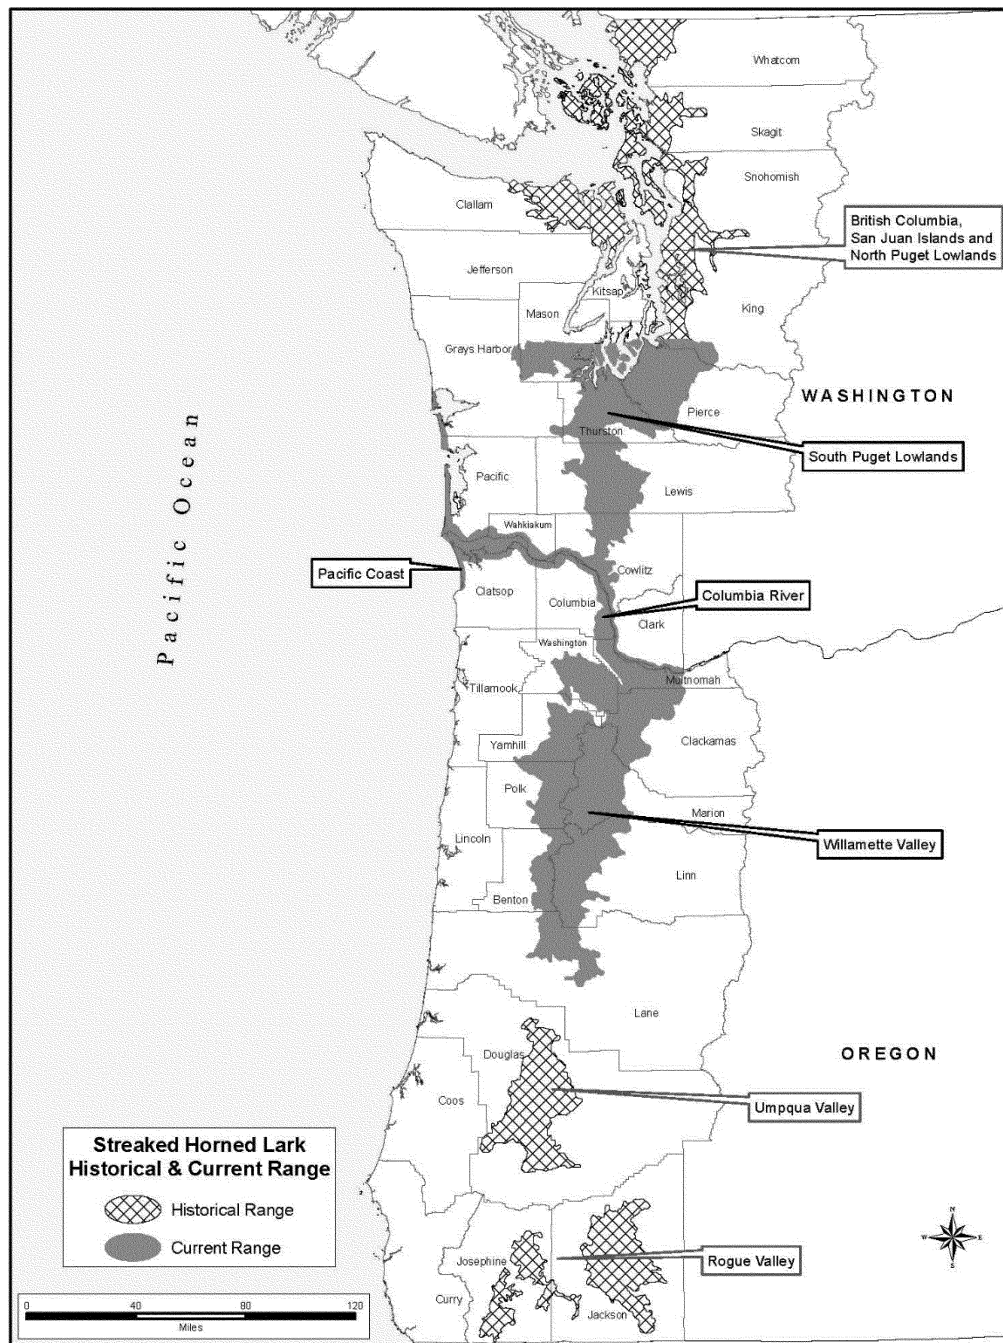 Whatcom
Skagit
Snohomish
British Columbia,
San Juan Islands and
North Puget Lowlands
Clallam
Jefferson
Kitsap
Mason
King
Grays Harbor
WASHINGTON
Pierce
Thurston
South Puget Lowlands
Pacific
Lewis
Wahkiakum
Pacific Ocean
Pacific Coast
Cowlitz
Clatsop
Columbia
Columbia River
Clark
Washington
Multnomah
Tillamook
Clackamas
Yamhill
Polk
Marion
Lincoln
Willamette Valley
Linn
Benton
Lane
OREGON
Douglas
Coos
Umpqua Valley
Streaked Horned Lark
Historical & Current Range
Historical Range
Current Range
N
W
E
S
Josephine
Rogue Valley
Curry
Jackson
0 40 80 120
Miles